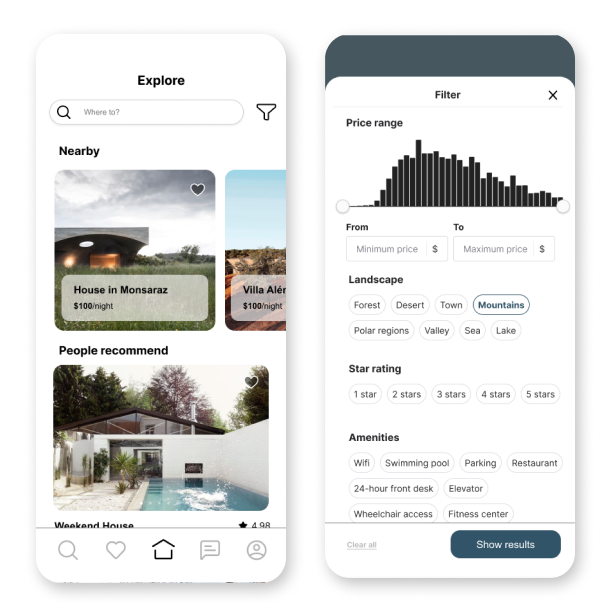 Explore
Where to?
Nearby
House in Monsaraz
$100/night
Villa Alér
$100/night
People recommend
Weekend House
4.98
Filter
Price range
From To
Minimum price $ Maximum price $
Landscape
Forest Desert Town Mountains
Polar regions Valley Sea Lake
Star rating
1 star 2 stars 3 stars 4 stars 5 stars
Amenities
Wifi Swimming pool Parking Restaurant
24-hour front desk Elevator
Wheelchair access Fitness center
Clear all Show results